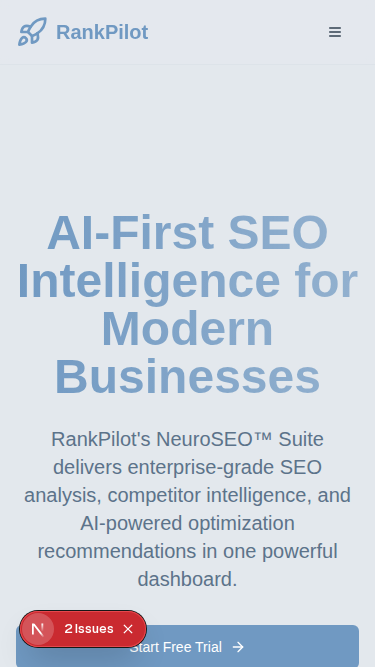 RankPilot
AI-First SEO
Intelligence for
Modern
Businesses
RankPilot's NeuroSEO™ Suite
delivers enterprise-grade SEO
analysis, competitor intelligence, and
AI-powered optimization
recommendations in one powerful
dashboard.
N 2 Issues
Start Free Trial